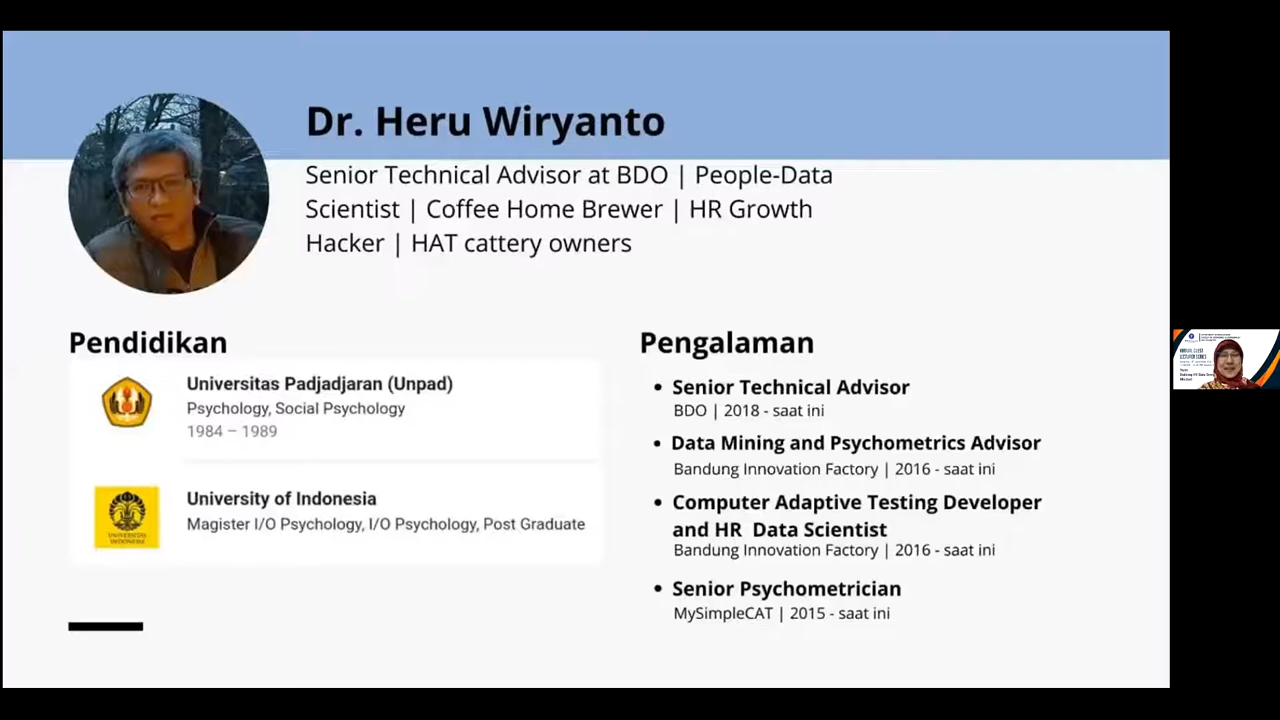 Dr. Heru Wiryanto
Senior Technical Advisor at BDO | People-Data
Scientist | Coffee Home Brewer | HR Growth
Hacker | HAT cattery owners
Pendidikan
Universitas Padjadjaran (Unpad)
Psychology, Social Psychology
1984 – 1989
UNIVERSITAS
INDONESIA
University of Indonesia
Magister I/O Psychology, I/O Psychology, Post Graduate
Pengalaman
• Senior Technical Advisor
BDO | 2018 - saat ini
• Data Mining and Psychometrics Advisor
Bandung Innovation Factory | 2016 - saat ini
• Computer Adaptive Testing Developer
and HR  Data Scientist
Bandung Innovation Factory | 2016 - saat ini
• Senior Psychometrician
MySimpleCAT | 2015 - saat ini